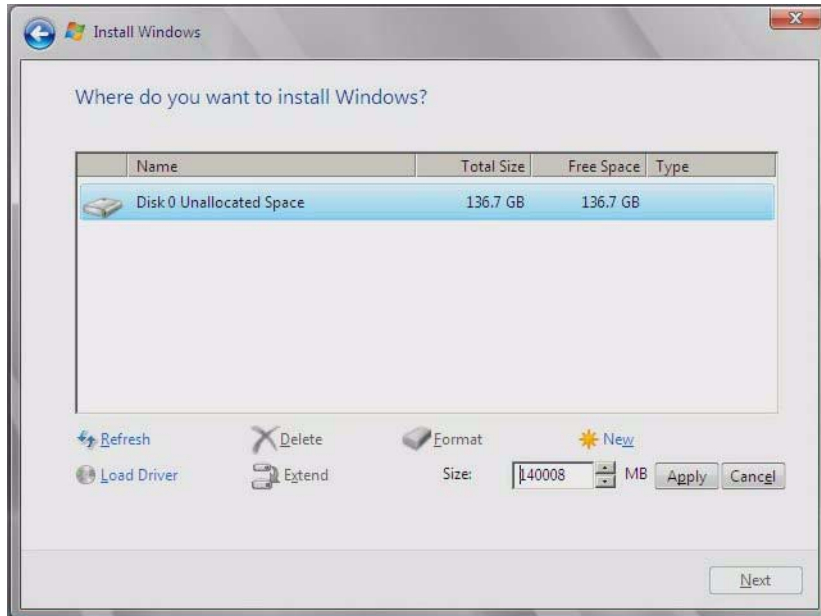 Install Windows
Where do you want to install Windows?
Name Total Size Free Space Type
Disk 0 Unallocated Space 136.7 GB 136.7 GB
Refresh Delete Format New
Load Driver Extend Size: 140008 MB Apply Cancel
Next